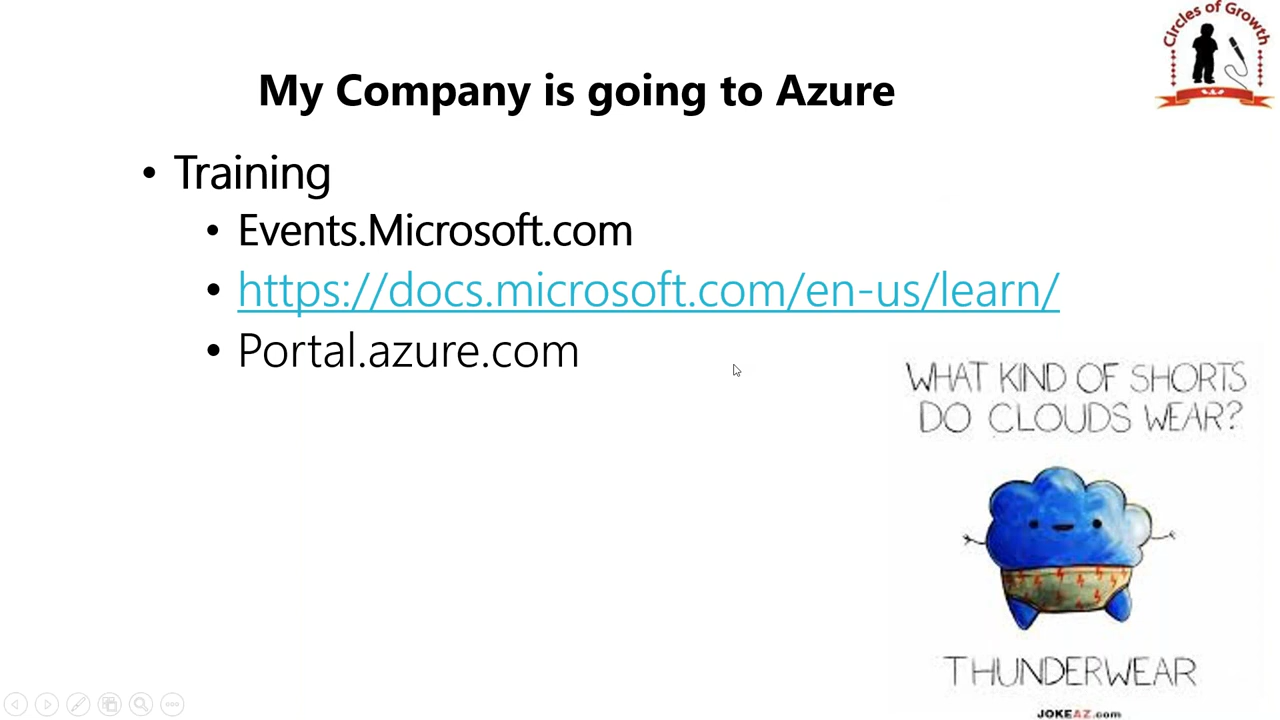 Circles of Growth
My Company is going to Azure
• Training
• Events.Microsoft.com
• https://docs.microsoft.com/en-us/learn/
• Portal.azure.com
WHAT KIND OF SHORTS
DO CLOUDS WEAR?
THUNDERWEAR
JOKEAZ.com